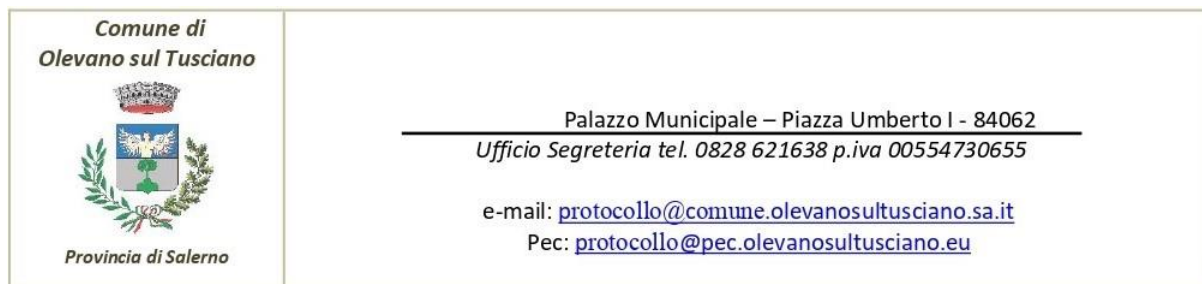 Comune di
Olevano sul Tusciano
Provincia di Salerno
Palazzo Municipale – Piazza Umberto I - 84062
Ufficio Segreteria tel. 0828 621638 p.iva 00554730655
e-mail: protocollo@comune.olevanosultusciano.sa.it
Pec: protocollo@pec.olevanosultusciano.eu